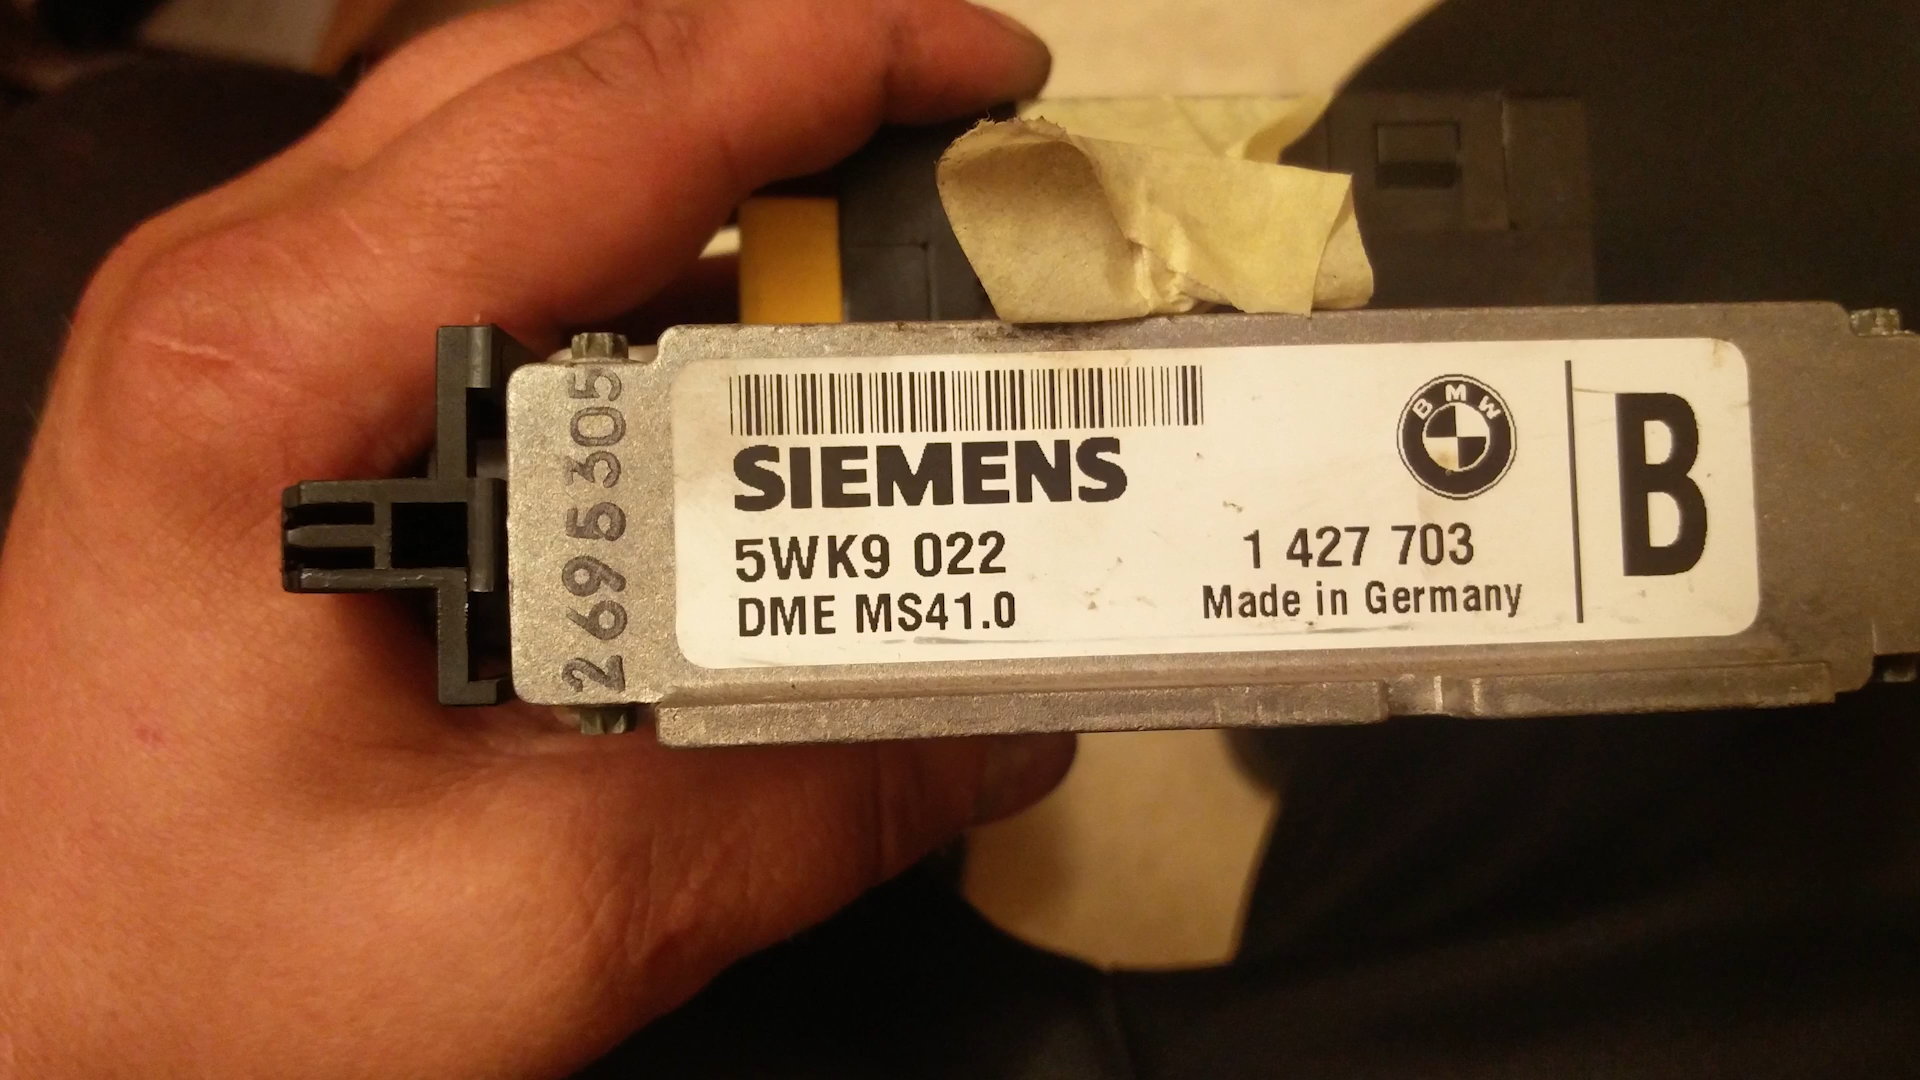 2695305
SIEMENS
5WK9 022
DME MS41.0
BMW
1 427 703
Made in Germany
B